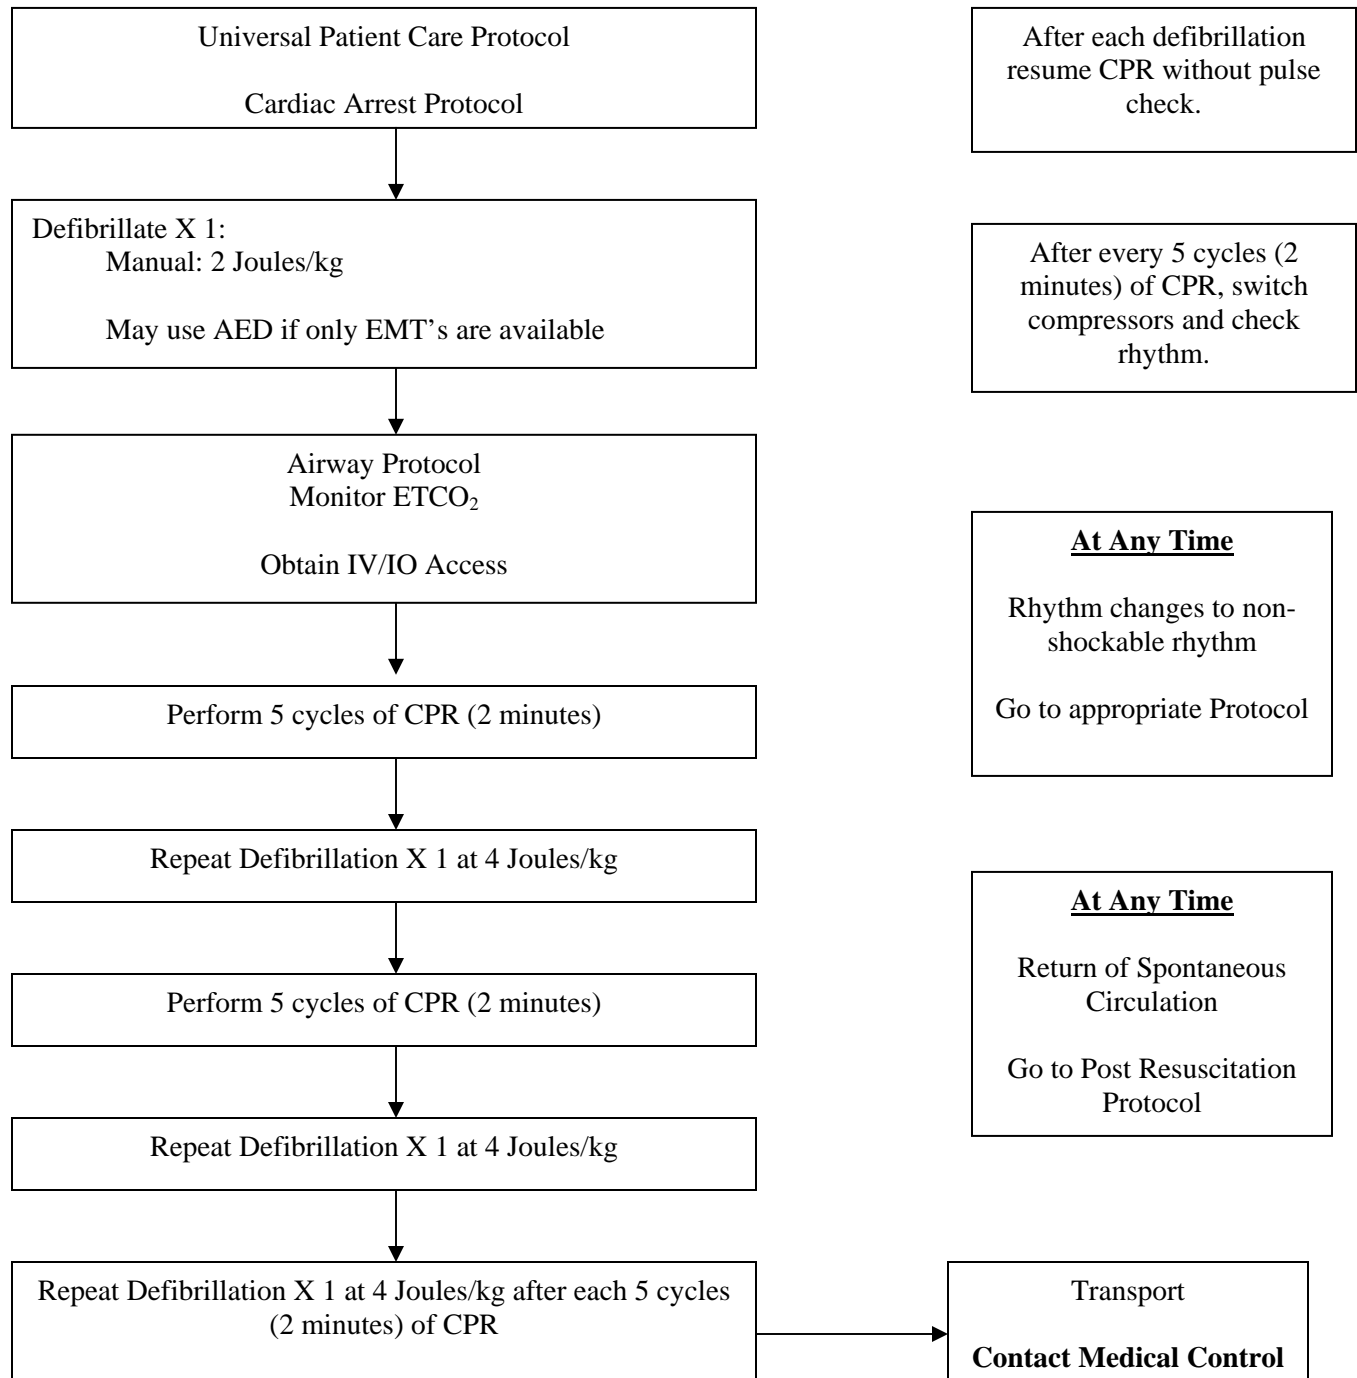 Universal Patient Care Protocol
Cardiac Arrest Protocol
Defibrillate X 1:
Manual: 2 Joules/kg
May use AED if only EMT’s are available
Airway Protocol
Monitor ETCO₂
Obtain IV/IO Access
Perform 5 cycles of CPR (2 minutes)
Repeat Defibrillation X 1 at 4 Joules/kg
Perform 5 cycles of CPR (2 minutes)
Repeat Defibrillation X 1 at 4 Joules/kg
Repeat Defibrillation X 1 at 4 Joules/kg after each 5 cycles
(2 minutes) of CPR
After each defibrillation
resume CPR without pulse
check.
After every 5 cycles (2
minutes) of CPR, switch
compressors and check
rhythm.
At Any Time
Rhythm changes to non-
shockable rhythm
Go to appropriate Protocol
At Any Time
Return of Spontaneous
Circulation
Go to Post Resuscitation
Protocol
Transport
Contact Medical Control